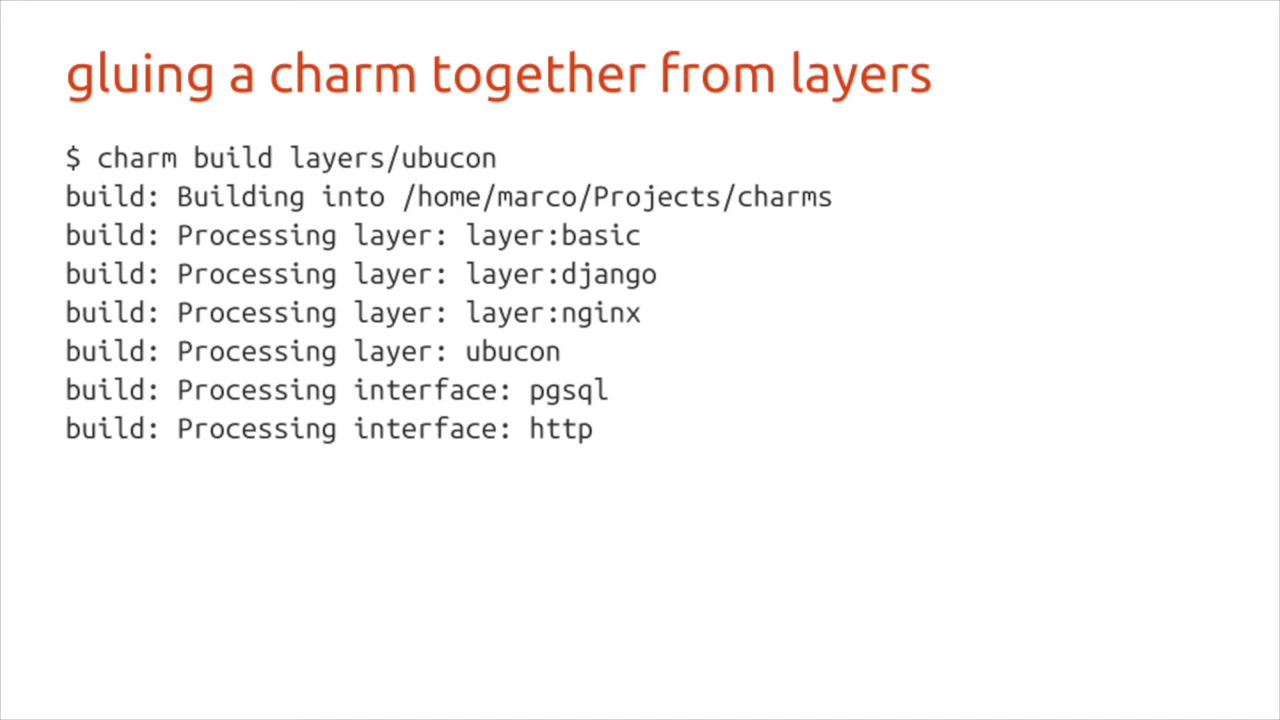 gluing a charm together from layers
$ charm build layers/ubucon
build: Building into /home/marco/Projects/charms
build: Processing layer: layer:basic
build: Processing layer: layer:django
build: Processing layer: layer:nginx
build: Processing layer: ubucon
build: Processing interface: pgsql
build: Processing interface: http